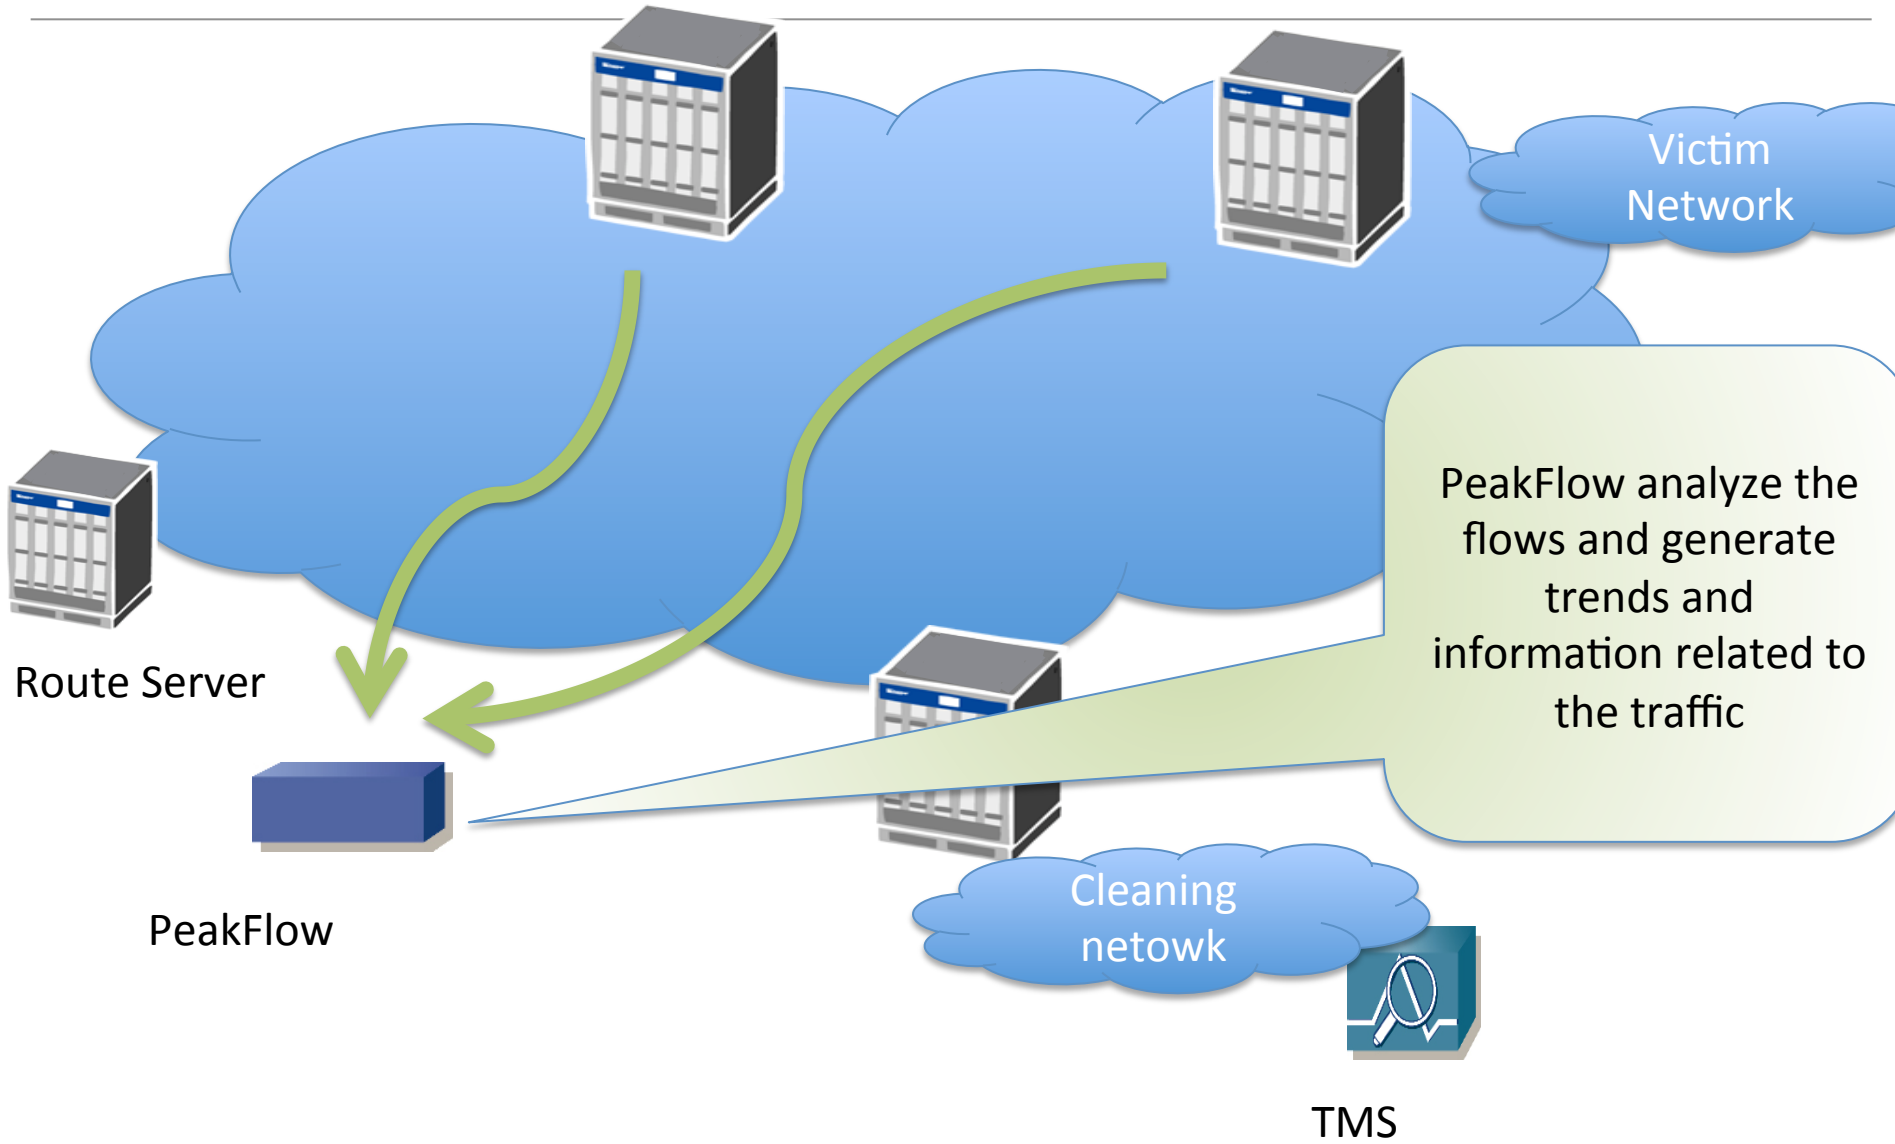 Victim
Network
PeakFlow analyze the
flows and generate
trends and
information related to
the traffic
Route Server
PeakFlow
Cleaning
netowk
TMS